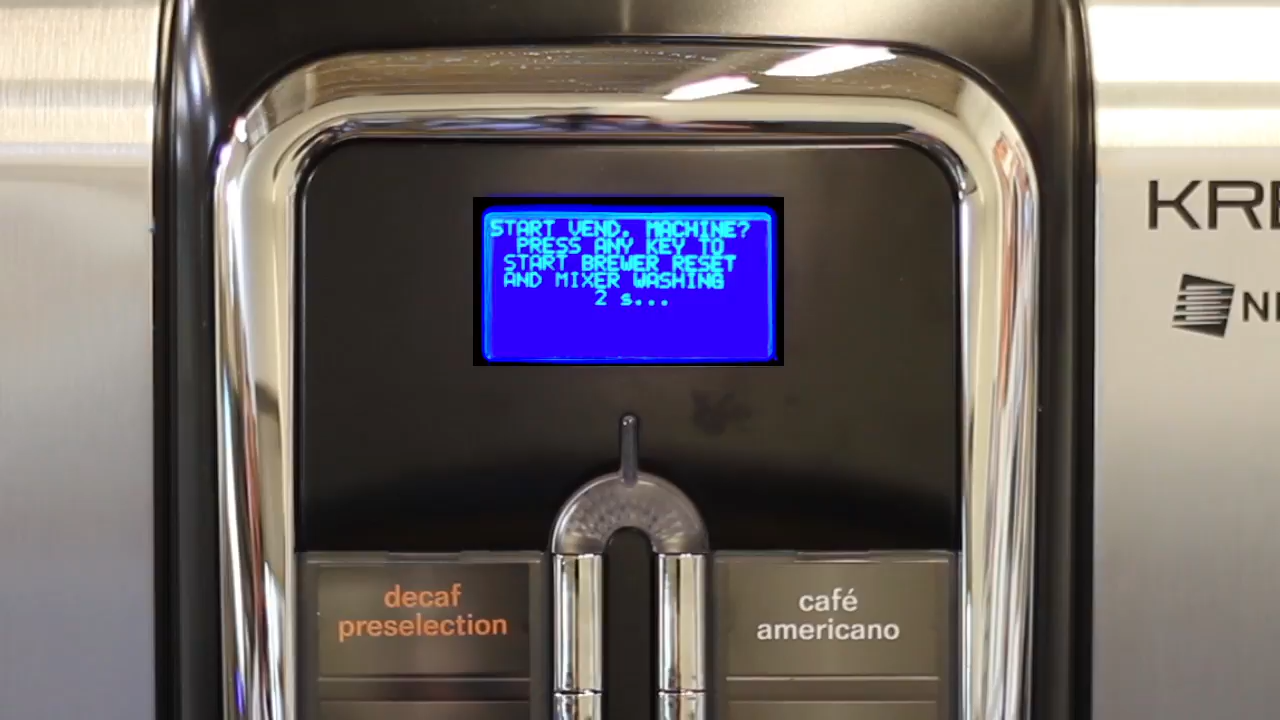 START VEND. MACHINE?
PRESS ANY KEY TO
START BREWER RESET
AND MIXER WASHING
2 s...
KRE
NE
decaf
preselection
café
americano